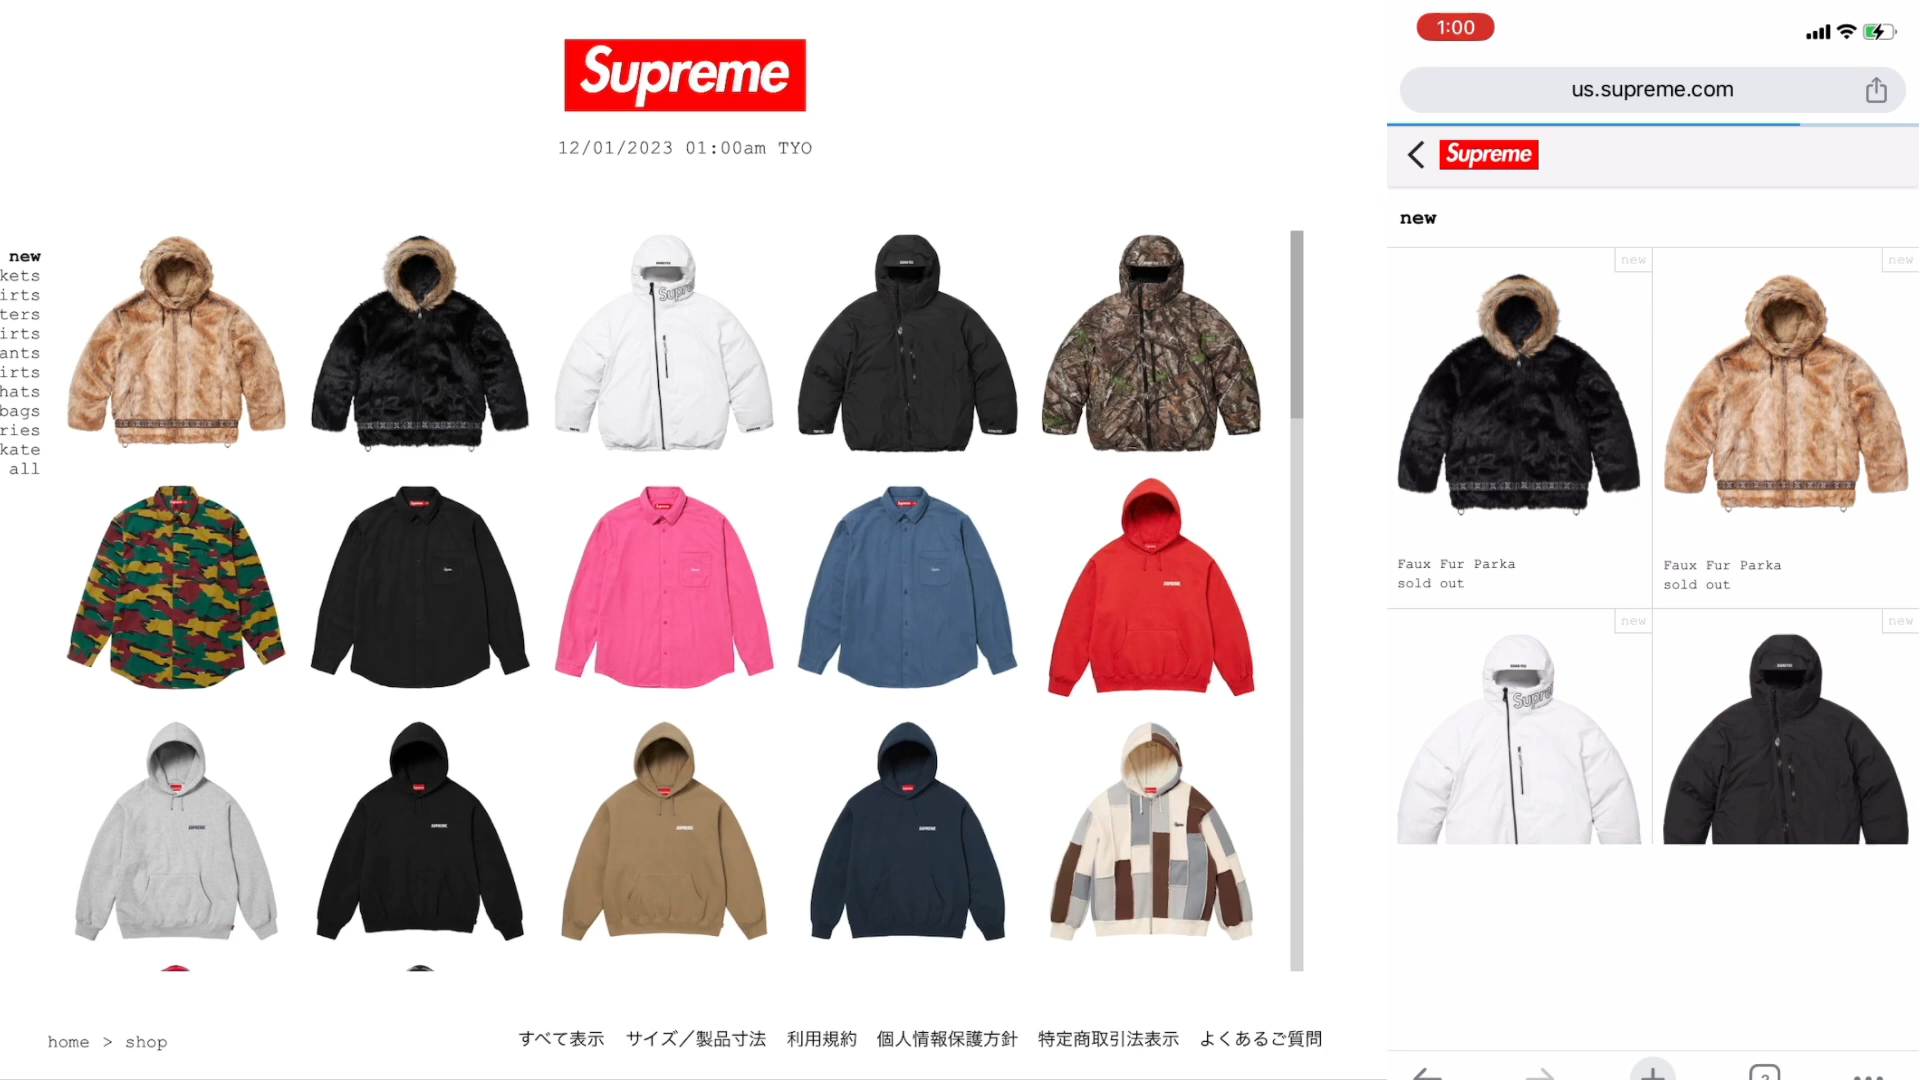 Supreme
12/01/2023 01:00am TYO
new
kets
irts
ters
irts
ants
irts
hats
bags
ries
kate
all
Supre
home > shop
すべて表示 サイズ／製品寸法 利用規約 個人情報保護方針 特定商取引法表示 よくあるご質問
1:00
us.supreme.com
Supreme
new
new
new
Faux Fur Parka
sold out
Faux Fur Parka
sold out
new
new
Supre